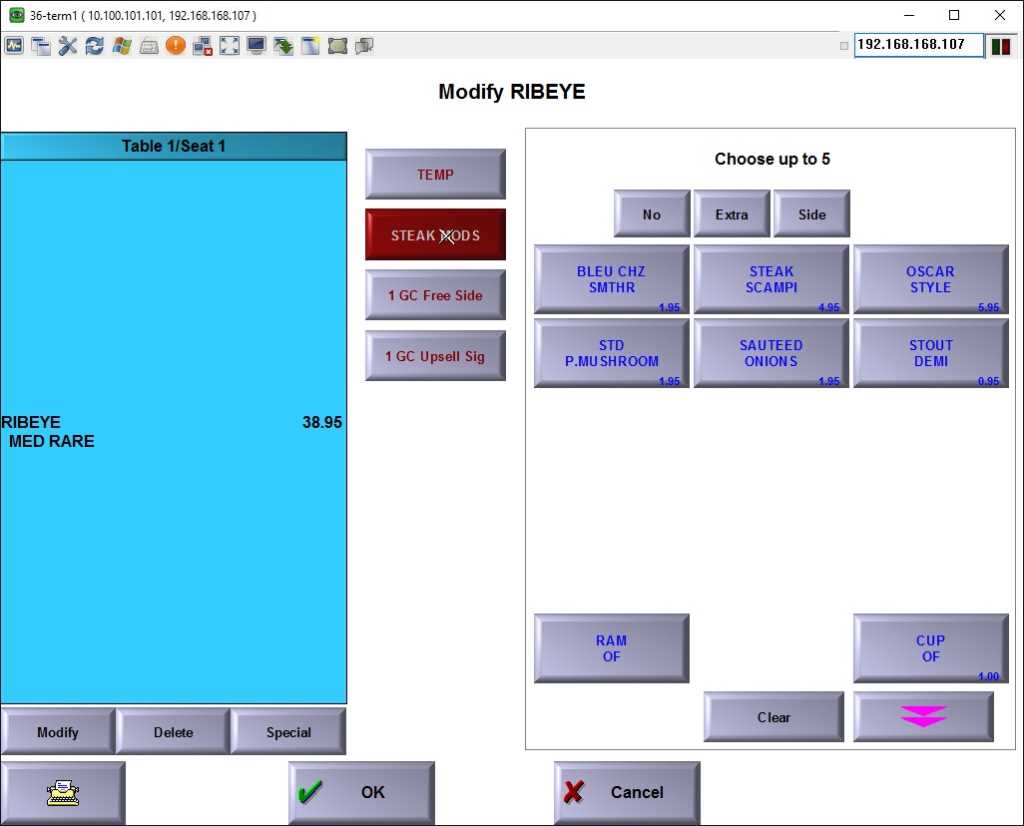 36-term1 ( 10.100.101.101, 192.168.168.107 )
192.168.168.107
Modify RIBEYE
Table 1/Seat 1
RIBEYE 38.95
MED RARE
TEMP
STEAK MODS
1 GC Free Side
1 GC Upsell Sig
Choose up to 5
No Extra Side
BLEU CHZ
SMTHR
1.95
STEAK
SCAMPI
4.95
OSCAR
STYLE
5.95
STD
P.MUSHROOM
1.95
SAUTEED
ONIONS
1.95
STOUT
DEMI
0.95
RAM
OF
CUP
OF
1.00
Clear
Modify Delete Special
OK Cancel